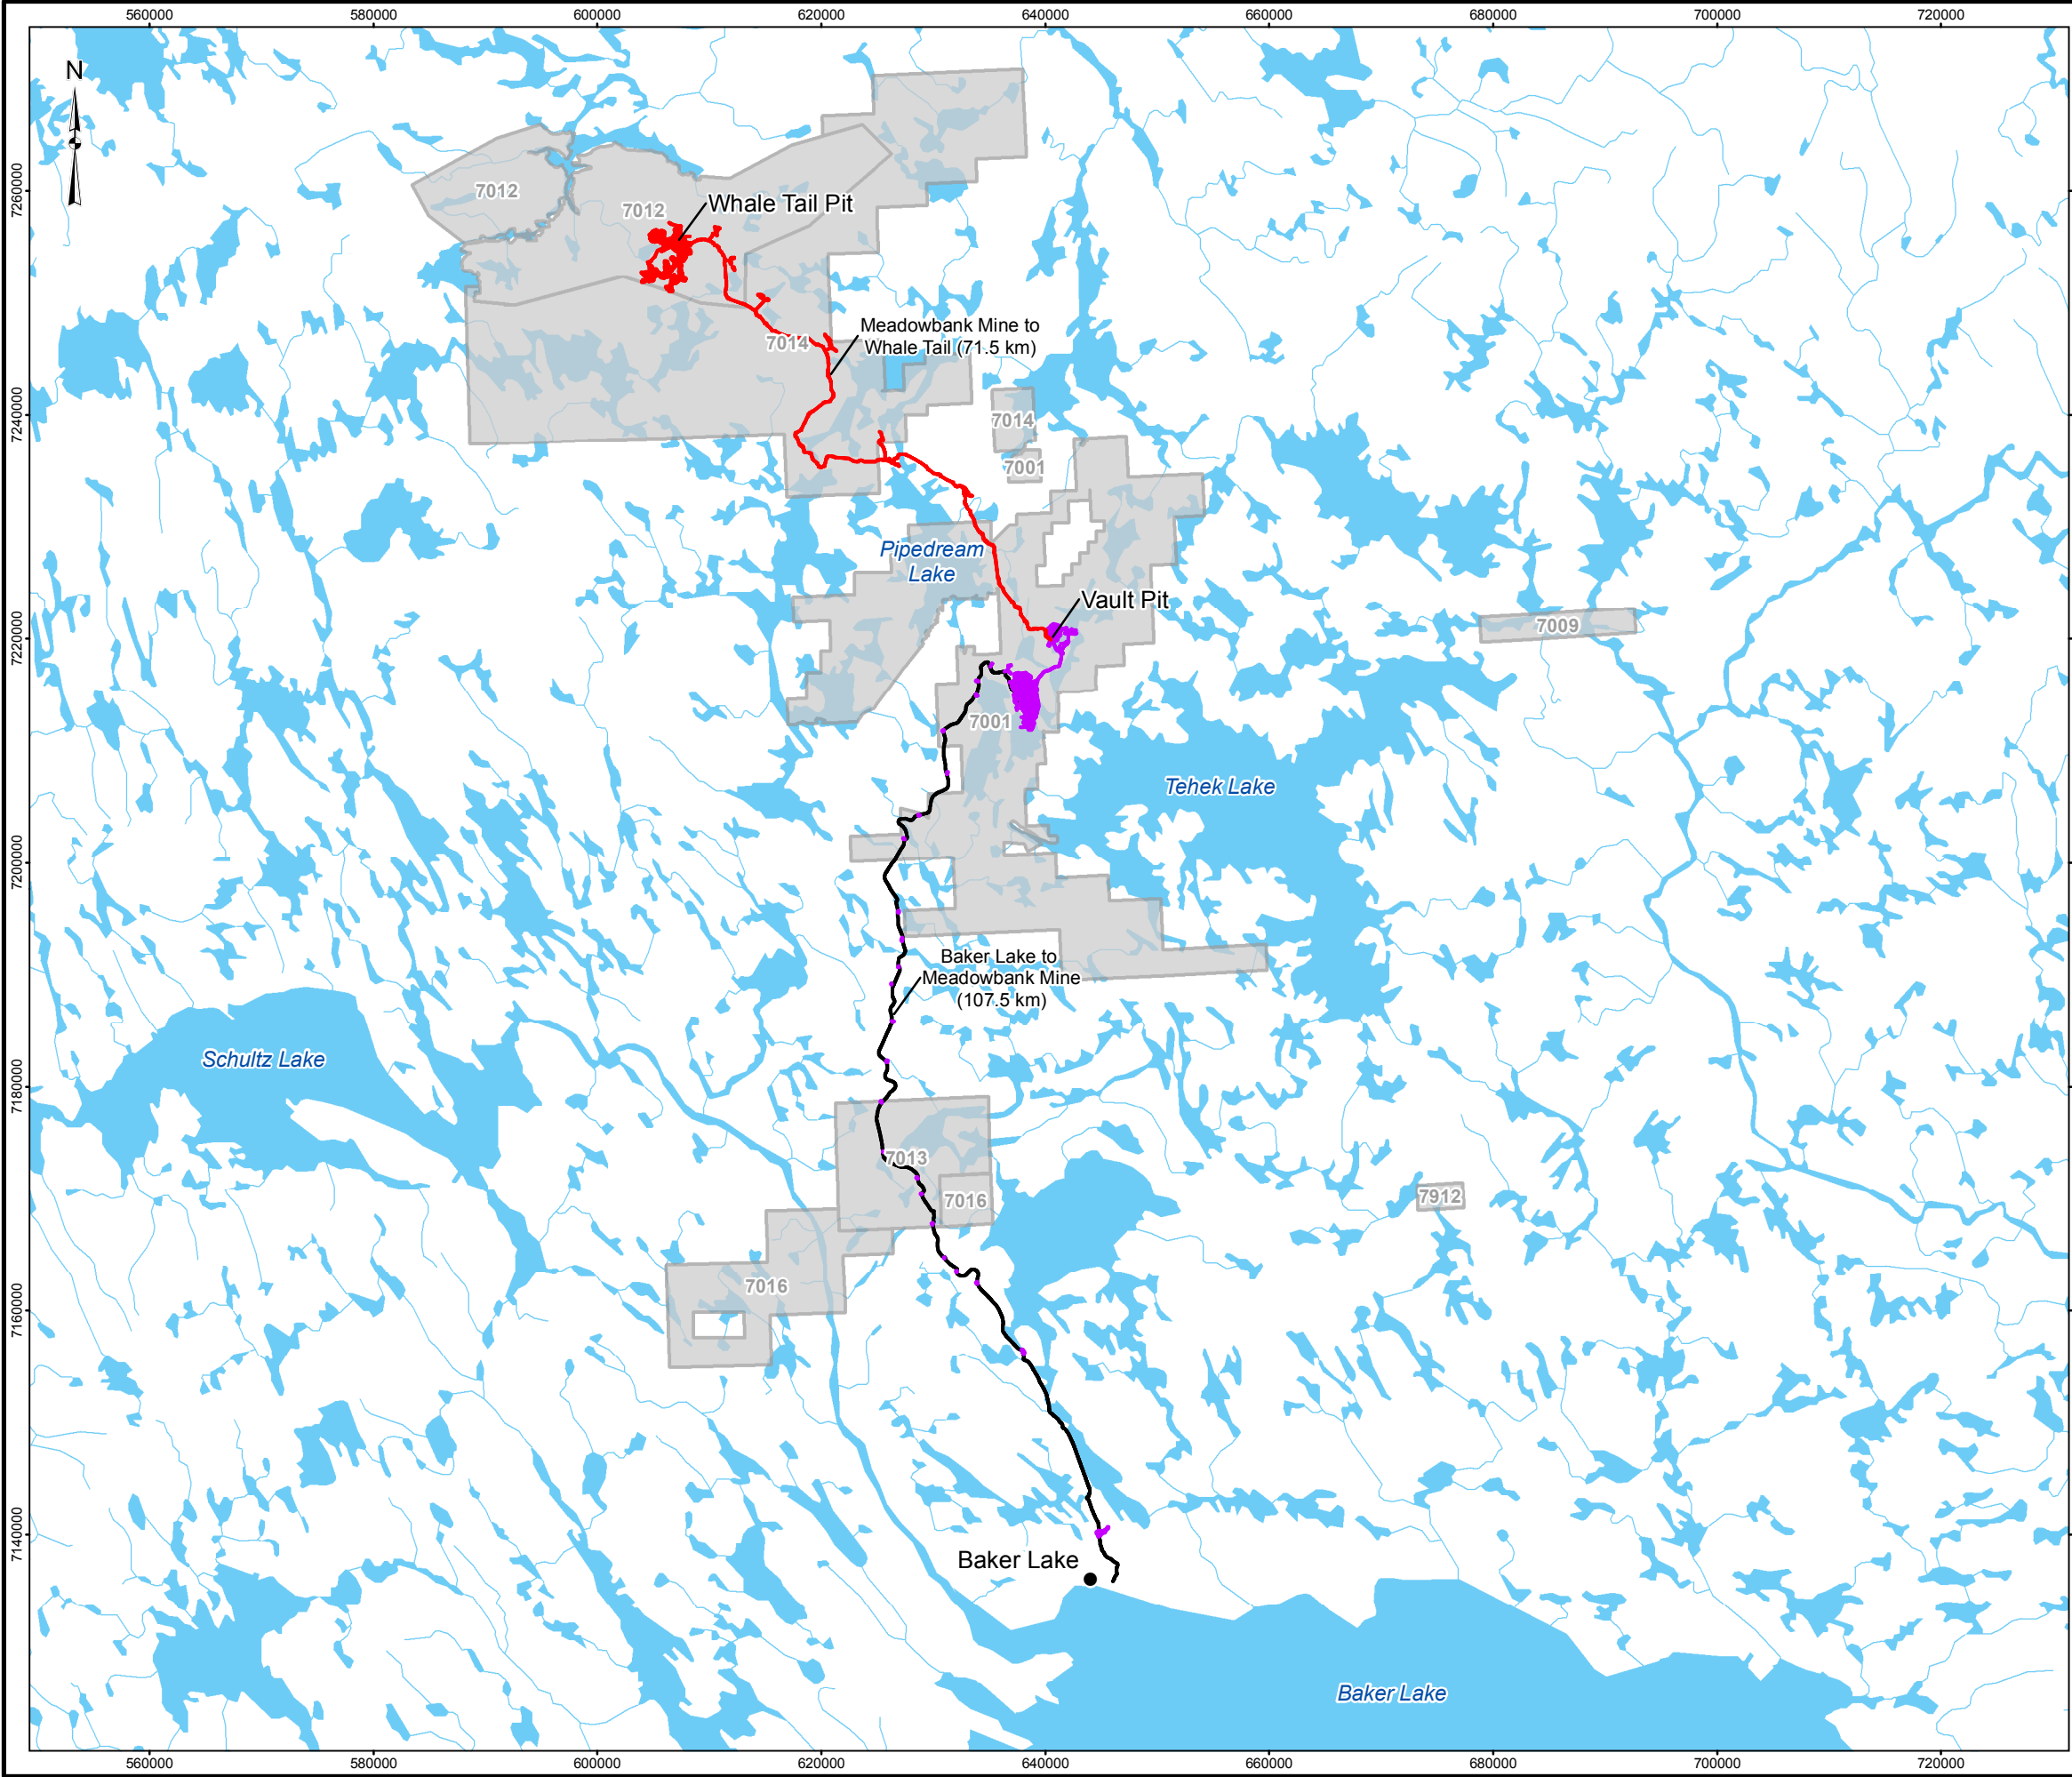 560000 580000 600000 620000 640000 660000 680000 700000 720000
N
7260000
7012
7012
Whale Tail Pit
Meadowbank Mine to
Whale Tail (71.5 km)
7014
7240000
7014
7001
Pipedream
Lake
Vault Pit
7220000
7009
7001
Tehek Lake
7200000
Baker Lake to
Meadowbank Mine
(107.5 km)
Schultz Lake
7180000
7013
7016
7912
7016
7160000
7140000
Baker Lake
Baker Lake
560000 580000 600000 620000 640000 660000 680000 700000 720000